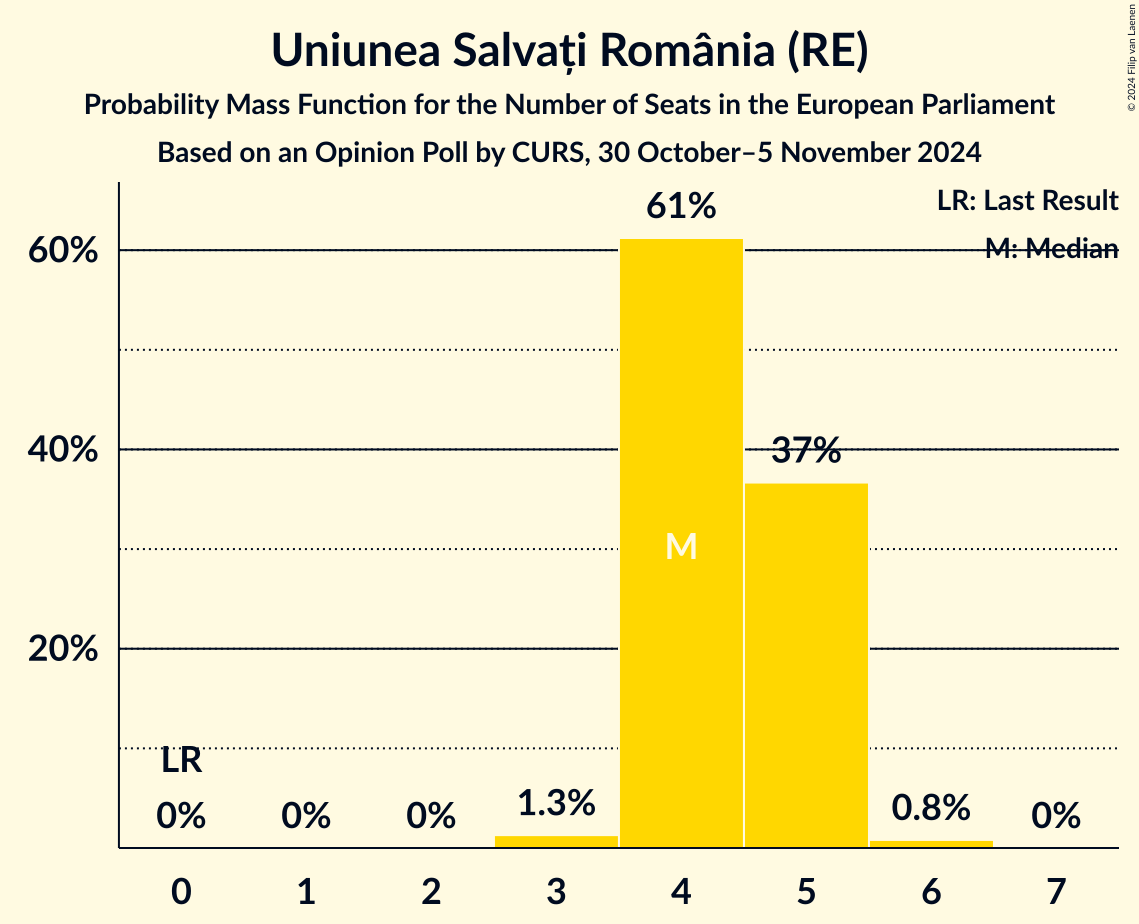 Uniunea Salvați România (RE)
Probability Mass Function for the Number of Seats in the European Parliament
Based on an Opinion Poll by CURS, 30 October–5 November 2024
© 2024 Filip van Laenen
LR: Last Result
M: Median
61%
60%
37%
40%
M
20%
LR
0% 0% 0% 1.3% 0.8% 0%
0 1 2 3 4 5 6 7